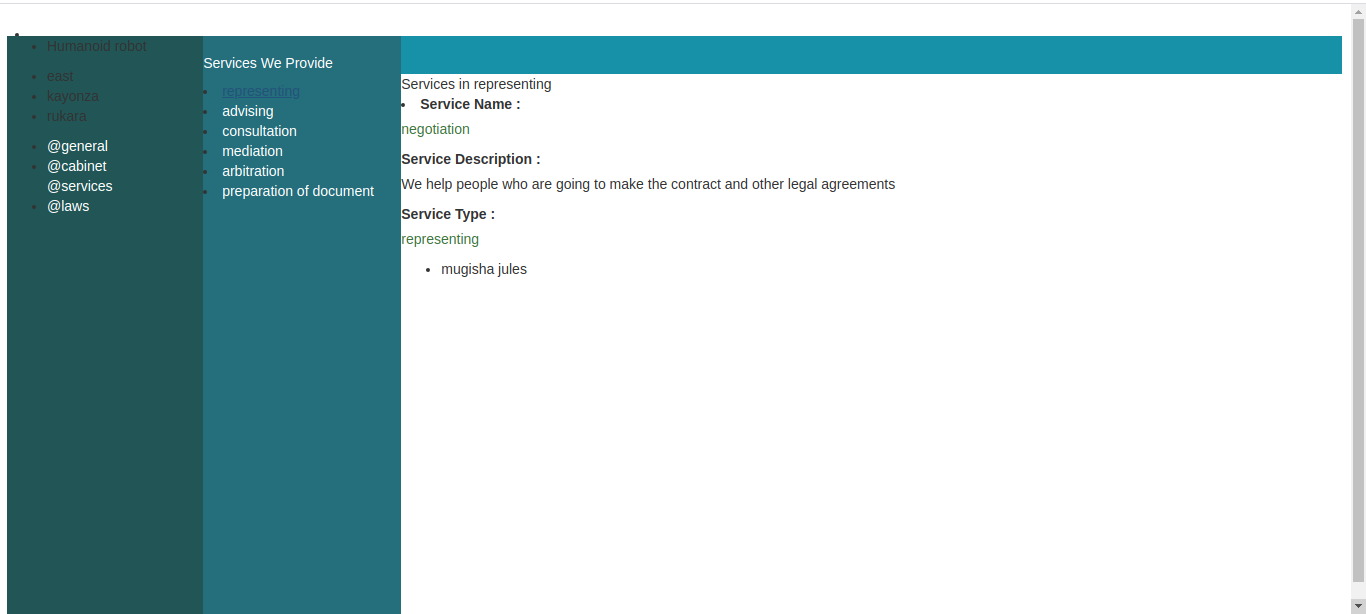 Humanoid robot
east
kayonza
rukara
@general
@cabinet
@services
@laws
Services We Provide
representing
advising
consultation
mediation
arbitration
preparation of document
Services in representing
Service Name :
negotiation
Service Description :
We help people who are going to make the contract and other legal agreements
Service Type :
representing
mugisha jules